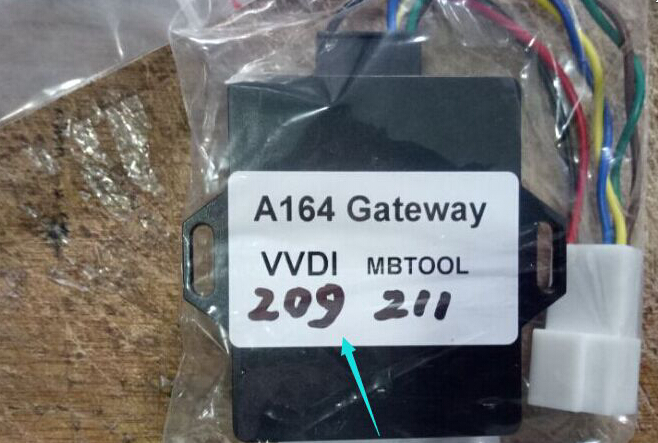 A164 Gateway
VVDI MBTOOL
209 211